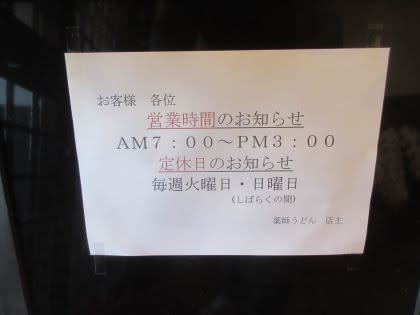 お客様 各位
営業時間のお知らせ
AM7:00~PM3:00
定休日のお知らせ
毎週火曜日・日曜日
(しばらくの間)
薬師うどん 店主